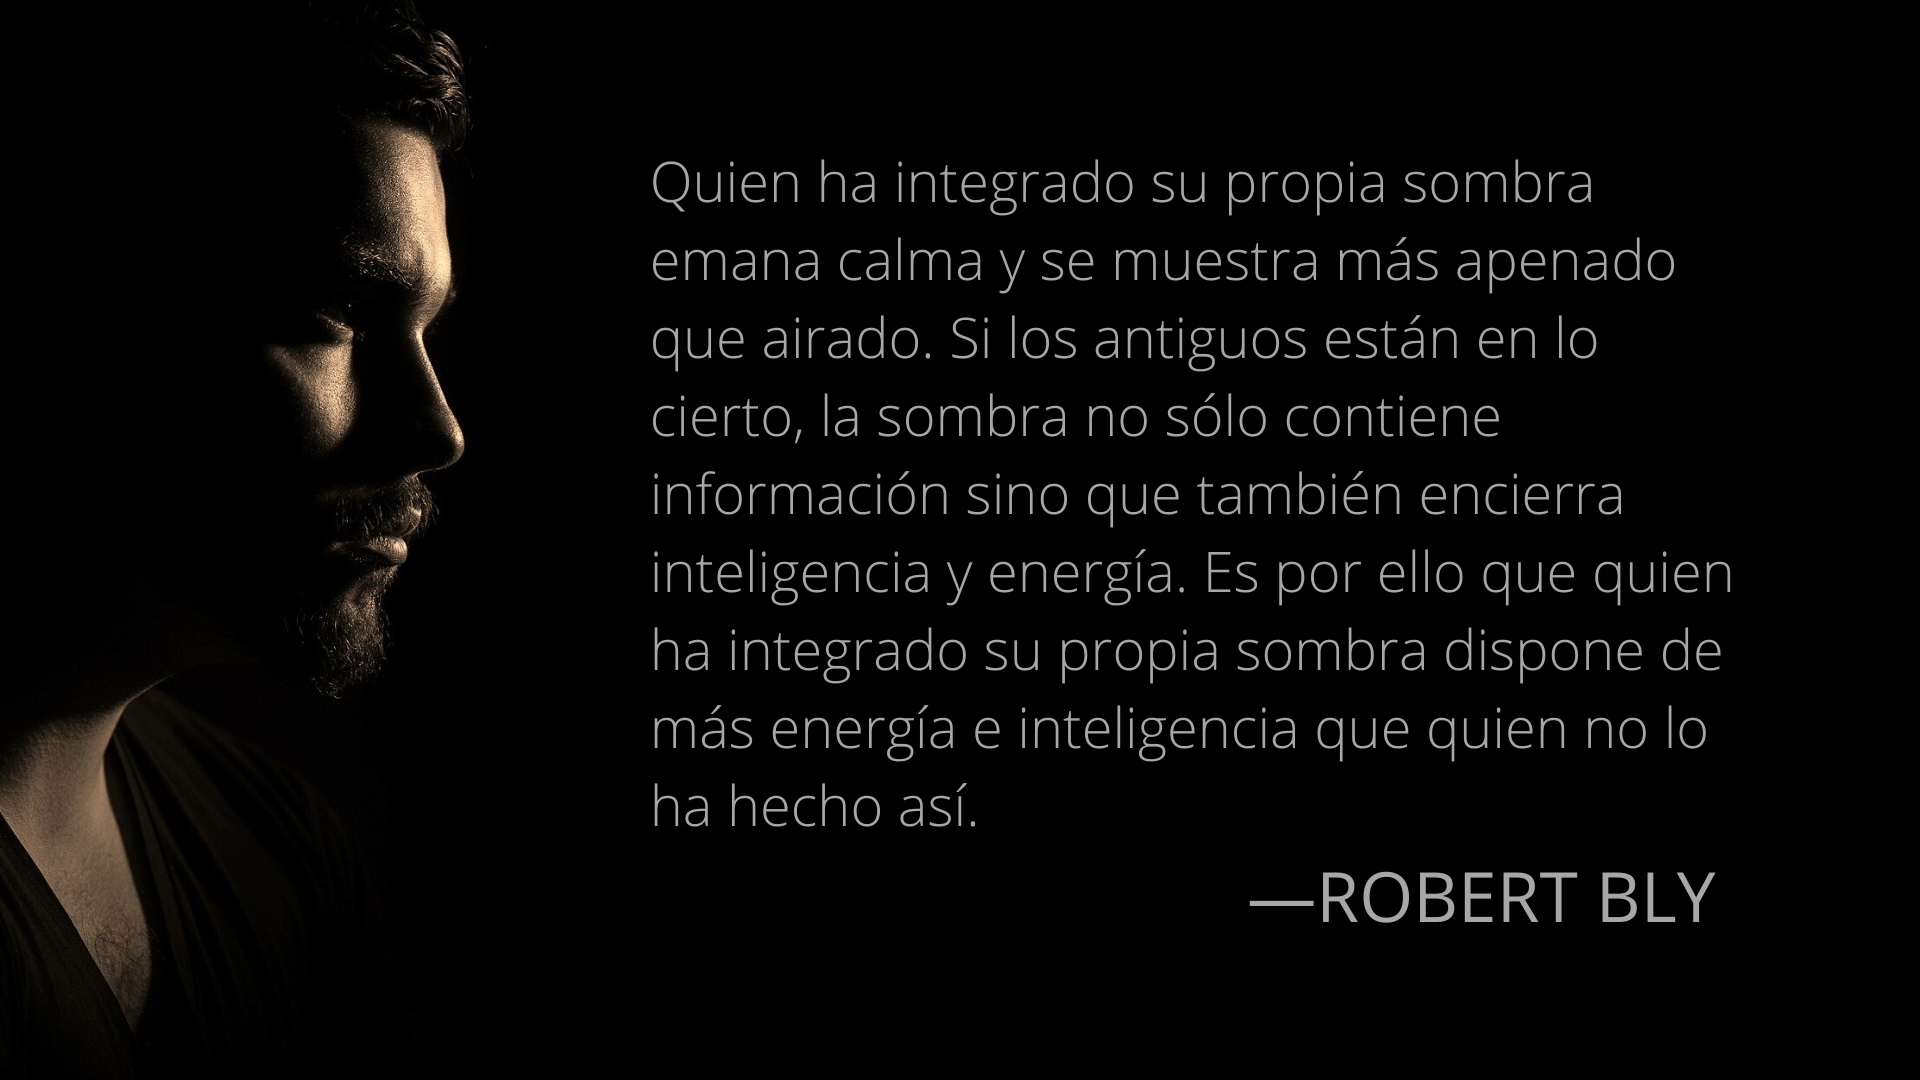 Quien ha integrado su propia sombra
emana calma y se muestra más apenado
que airado. Si los antiguos están en lo
cierto, la sombra no sólo contiene
información sino que también encierra
inteligencia y energía. Es por ello que quien
ha integrado su propia sombra dispone de
más energía e inteligencia que quien no lo
ha hecho así.
—ROBERT BLY